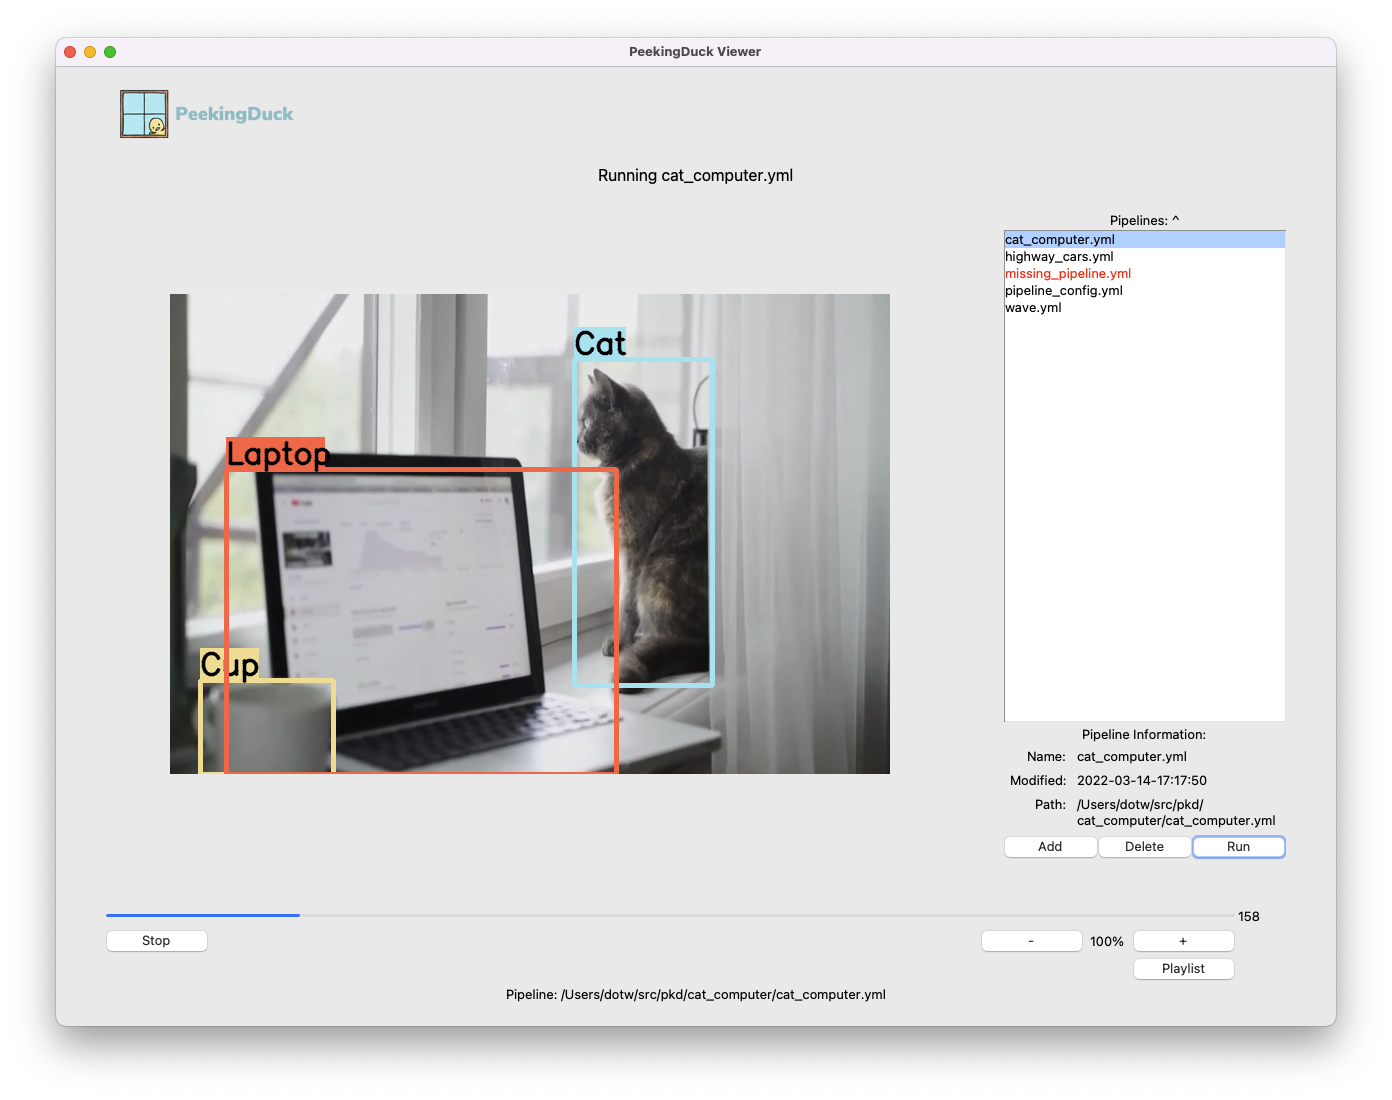 PeekingDuck Viewer
PeekingDuck
Running cat_computer.yml
Pipelines: ^
cat_computer.yml
highway_cars.yml
missing_pipeline.yml
pipeline_config.yml
wave.yml
Cat
Laptop
Cup
Pipeline Information:
Name: cat_computer.yml
Modified: 2022-03-14-17:17:50
Path: /Users/dotw/src/pkd/
cat_computer/cat_computer.yml
Add Delete Run
158
Stop - 100% +
Playlist
Pipeline: /Users/dotw/src/pkd/cat_computer/cat_computer.yml